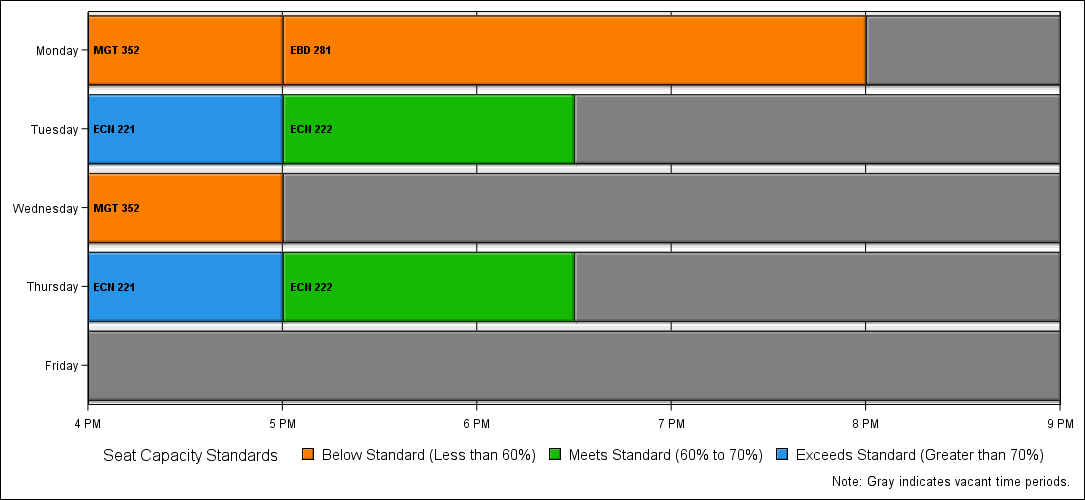 Monday MGT 352 EBD 281
Tuesday ECN 221 ECN 222
Wednesday MGT 352
Thursday ECN 221 ECN 222
Friday
4 PM 5 PM 6 PM 7 PM 8 PM 9 PM
Seat Capacity Standards Below Standard (Less than 60%) Meets Standard (60% to 70%) Exceeds Standard (Greater than 70%)
Note: Gray indicates vacant time periods.